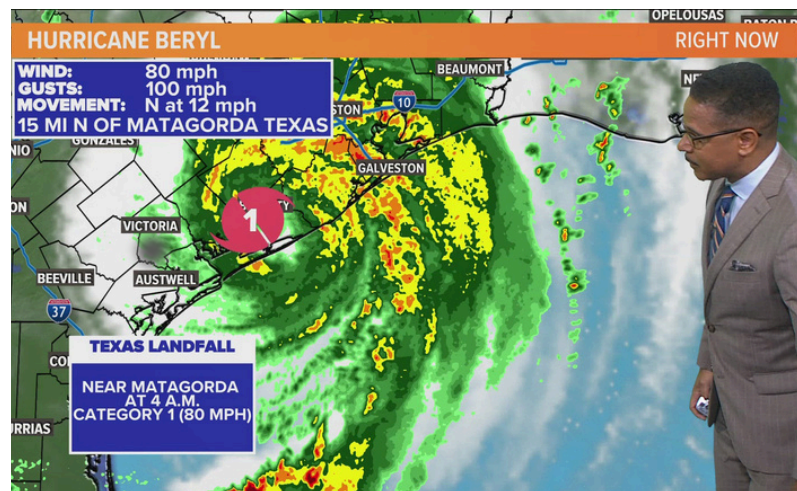 OPELOUSAS
HURRICANE BERYL
RIGHT NOW
WIND: 80 mph
GUSTS: 100 mph
MOVEMENT: N at 12 mph
15 MI N OF MATAGORDA TEXAS
BEAUMONT
10
GONZALES
GALVESTON
1
VICTORIA
BEEVILLE
AUSTWELL
37
TEXAS LANDFALL
NEAR MATAGORDA
AT 4 A.M.
CATEGORY 1 (80 MPH)